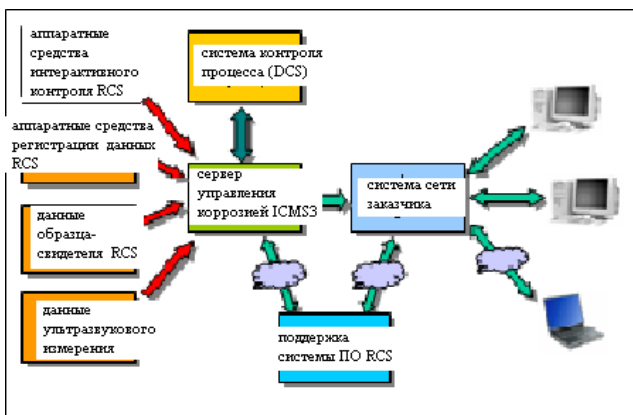 аппаратные
средства
интерактивного
контроля RCS
система контроля
процесса (DCS)
аппаратные средства
регистрации данных
RCS
сервер
управления
коррозией ICMS3
система сети
заказчика
данные
образца-
свидетеля RCS
данные
ультразвукового
измерения
поддержка
системы ПО RCS